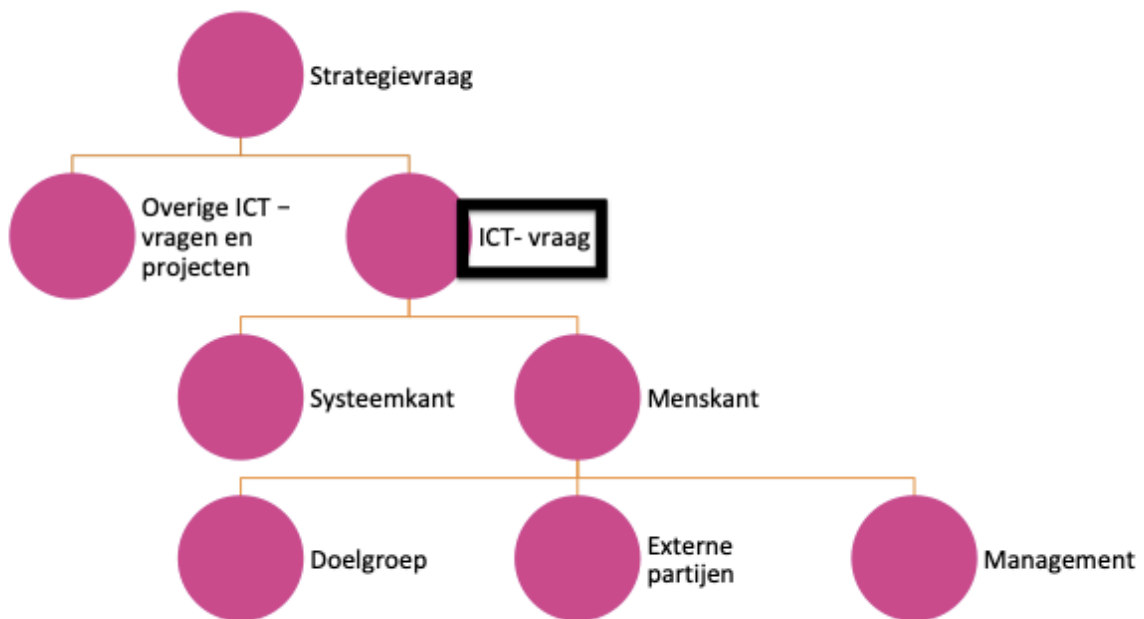 Strategievraag
Overige ICT –
vragen en
projecten
ICT- vraag
Systeemkant
Menskant
Doelgroep
Externe
partijen
Management